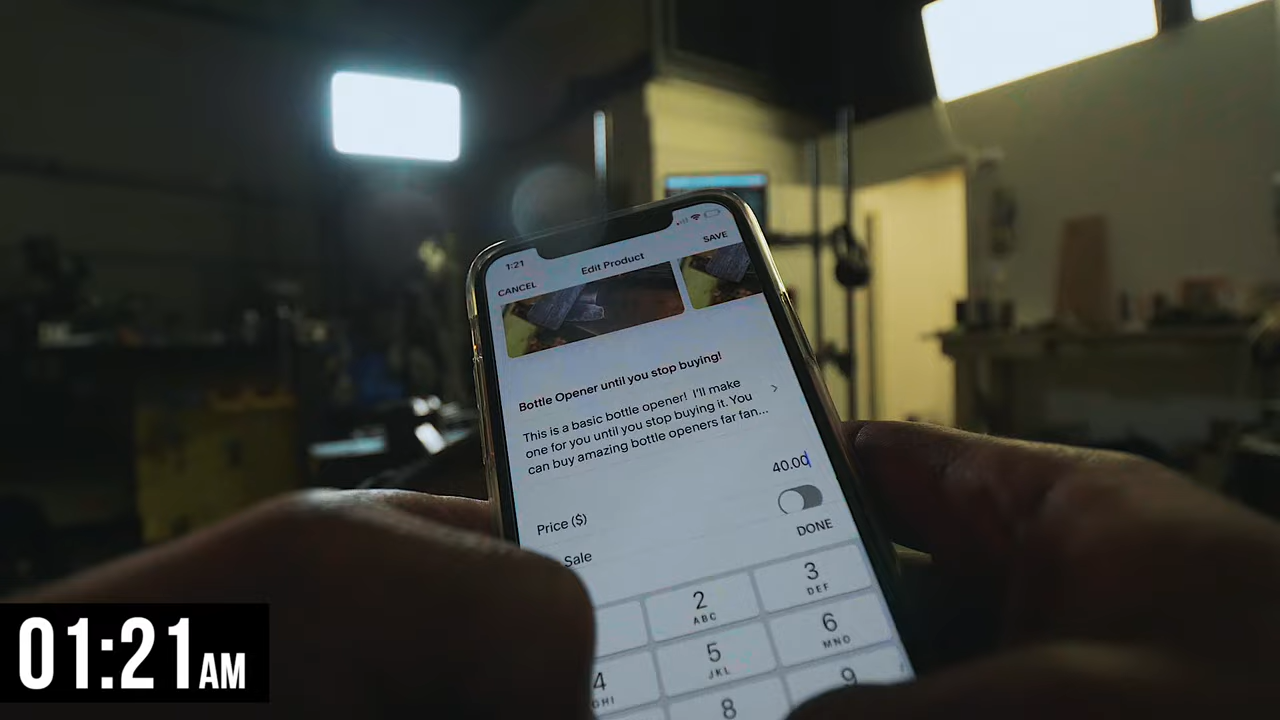 1:21
CANCEL
Edit Product
SAVE
Bottle Opener until you stop buying!
This is a basic bottle opener! I'll make
one for you until you stop buying it. You
can buy amazing bottle openers far fan...
Price ($)
40.00
Sale
DONE
2
ABC
3
DEF
4
GHI
5
JKL
6
MNO
8
9
01:21 AM